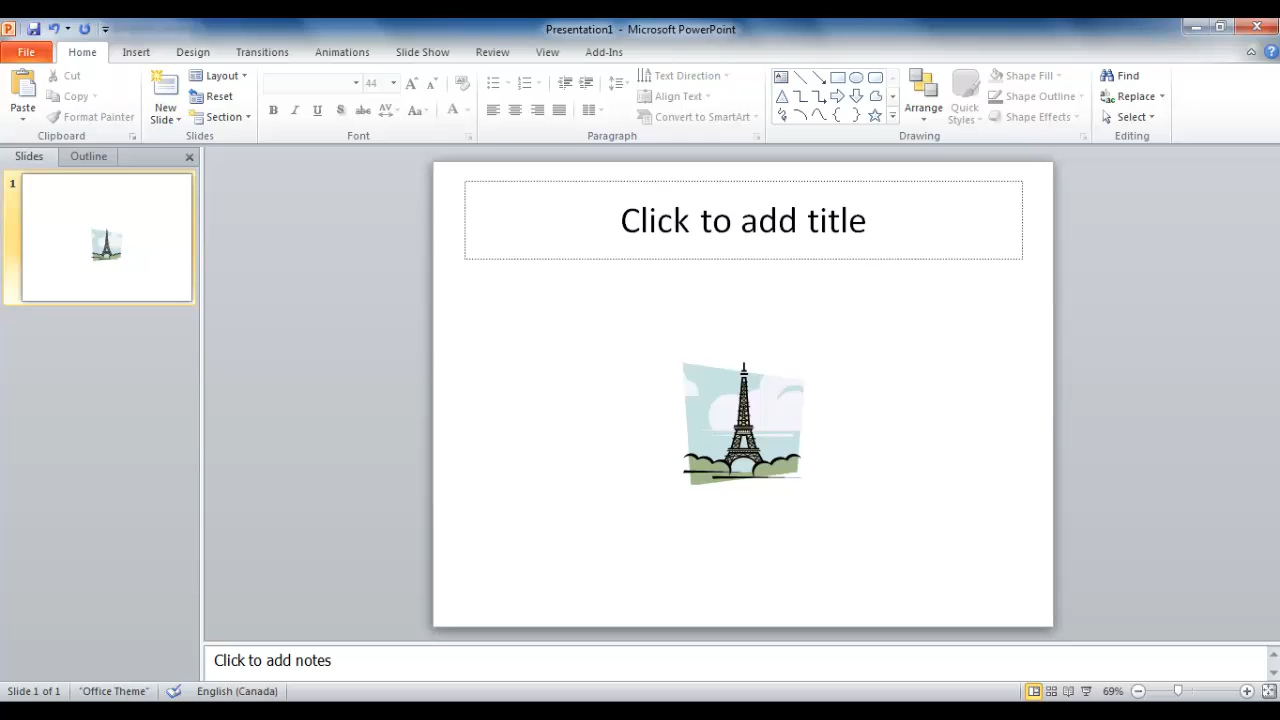 Presentation1 - Microsoft PowerPoint
File Home Insert Design Transitions Animations Slide Show Review View Add-Ins
Paste
Cut
Copy
Format Painter
Clipboard
New Slide
Layout
Reset
Section
Slides
44
B I U S abc AV Aa A
Font
Text Direction
Align Text
Convert to SmartArt
Paragraph
Arrange
Quick Styles
Shape Fill
Shape Outline
Shape Effects
Drawing
Find
Replace
Select
Editing
Slides Outline
1
Click to add title
Click to add notes
Slide 1 of 1 "Office Theme" English (Canada) 69%